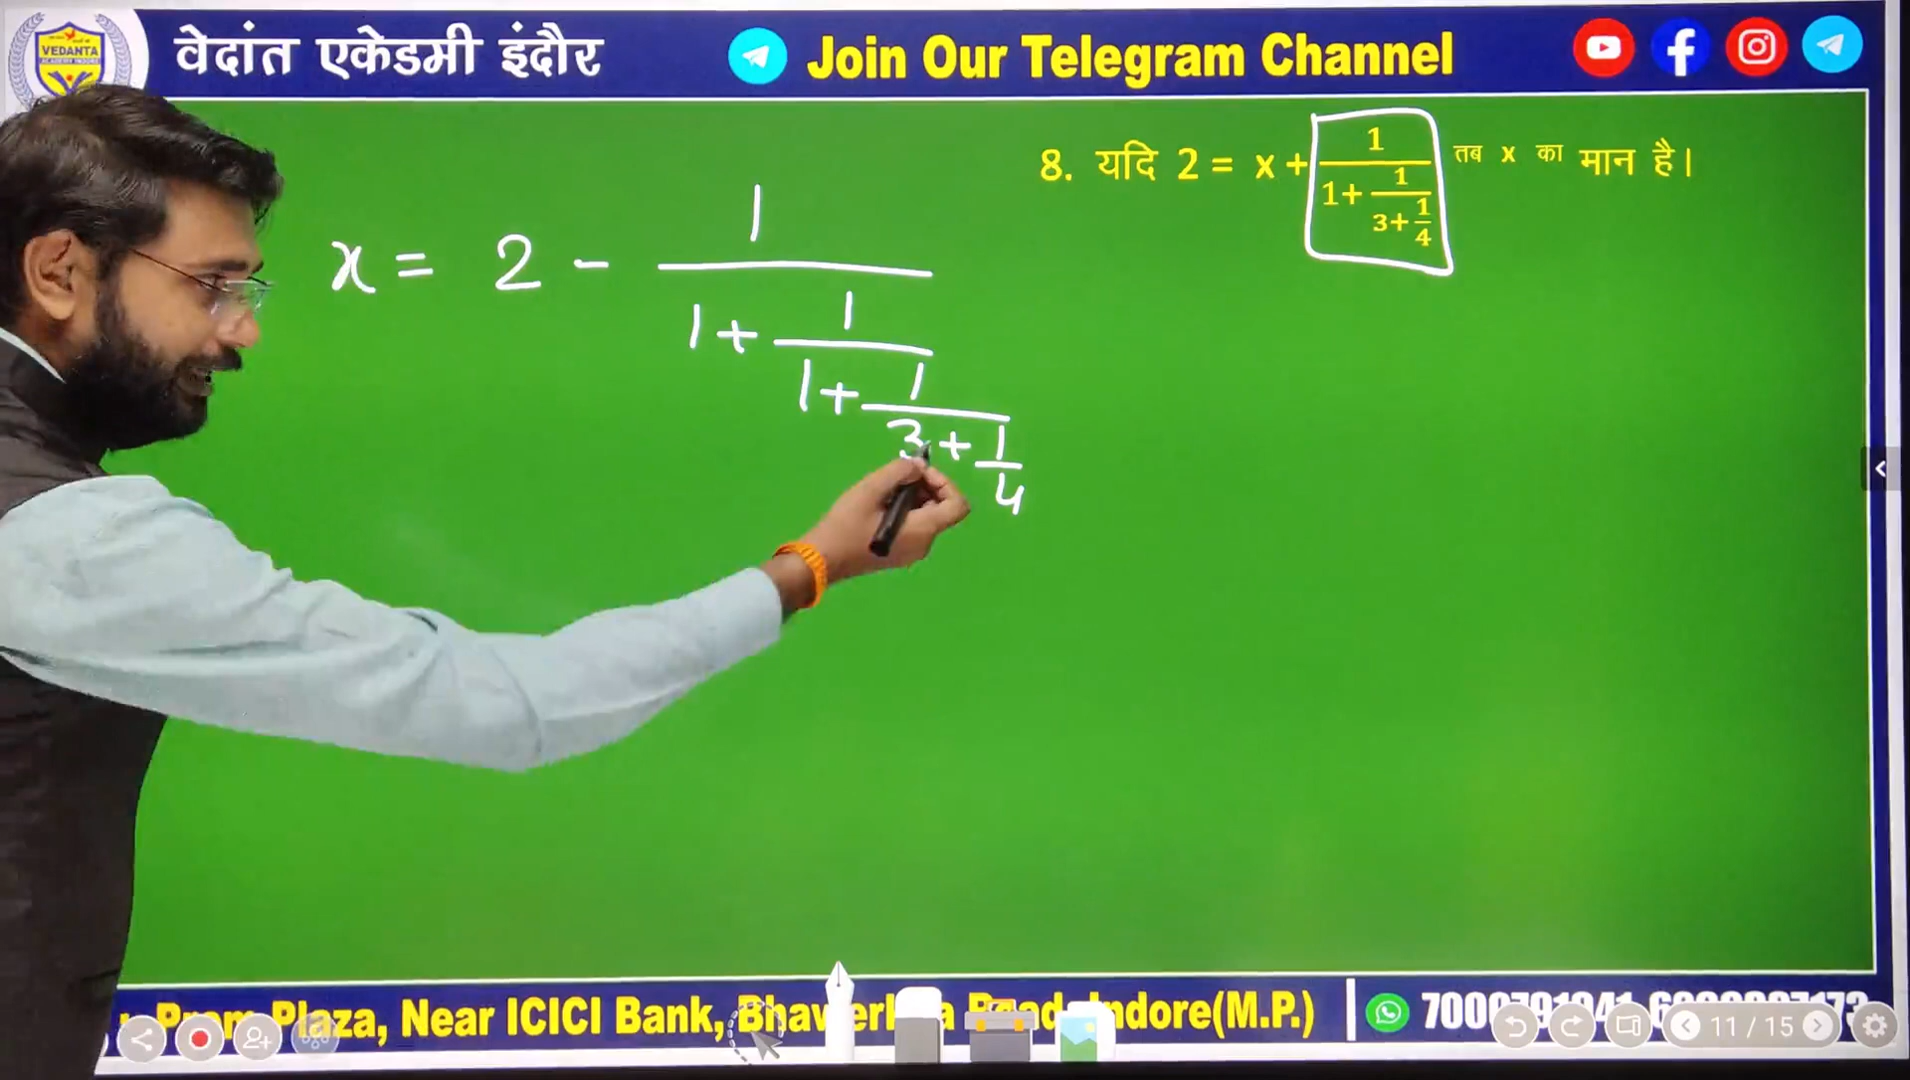 VEDANTA
वेदांत एकेडमी इंदौर
Join Our Telegram Channel
8. यदि 2 = x + 1 / (1 + 1 / (3 + 1/4)) तब x का मान है।
x = 2 - 1 / (1 + 1 / (1 + 1 / (3 + 1/4)))
Plaza, Near ICICI Bank, Indore(M.P.)
11 / 15